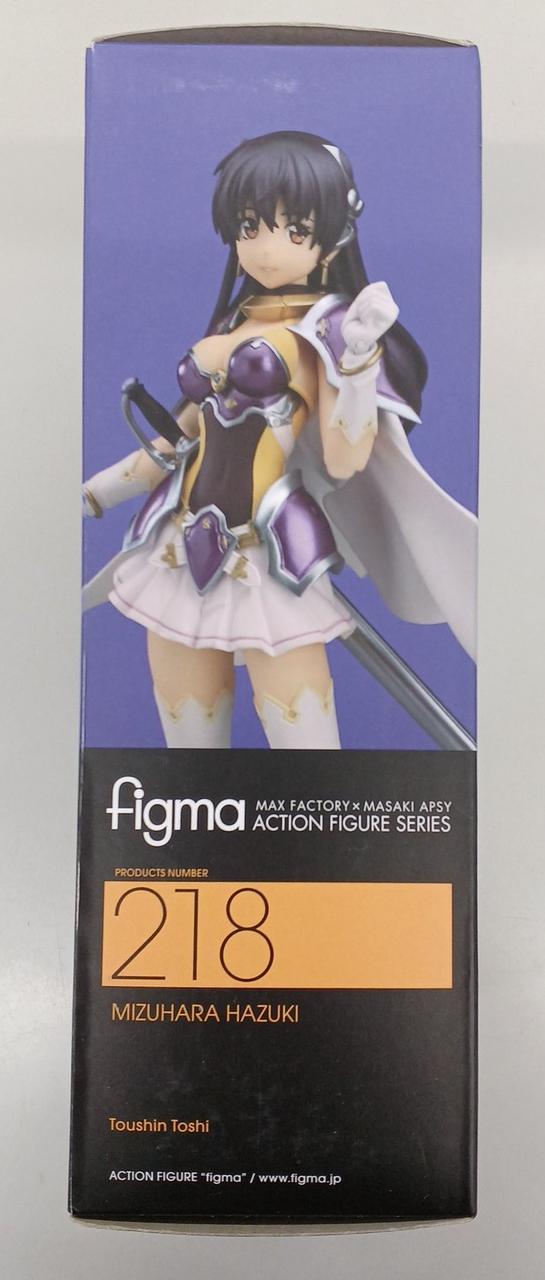 figma
MAX FACTORY × MASAKI APSY
ACTION FIGURE SERIES
PRODUCTS NUMBER
218
MIZUHARA HAZUKI
Toushin Toshi
ACTION FIGURE “figma” / www.figma.jp